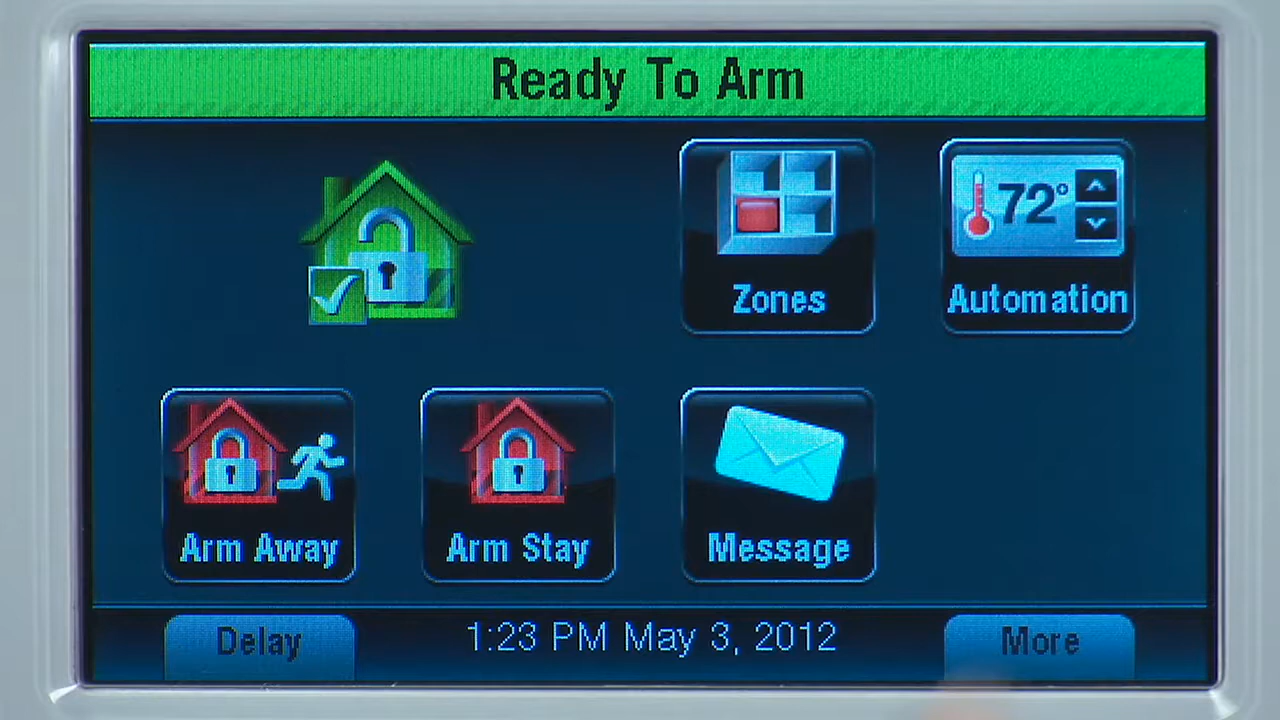 Ready To Arm
72°
Zones
Automation
Arm Away
Arm Stay
Message
Delay
1:23 PM May 3, 2012
More